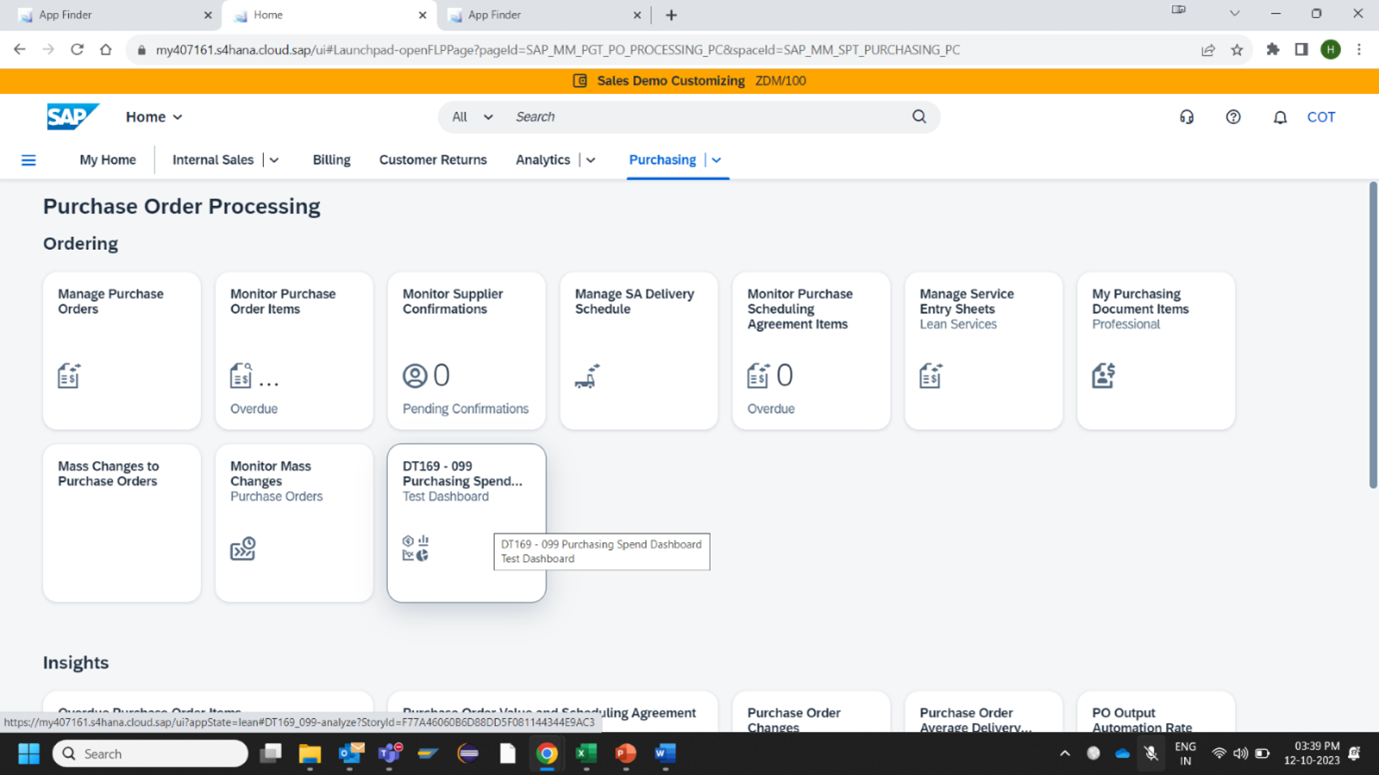 App Finder
Home
App Finder
my407161.s4hana.cloud.sap/ui#Launchpad-openFLPPage?pageId=SAP_MM_PGT_PO_PROCESSING_PC&spaceId=SAP_MM_SPT_PURCHASING_PC
H
Sales Demo Customizing ZDM/100
SAP
Home
All
Search
COT
My Home
Internal Sales
Billing
Customer Returns
Analytics
Purchasing
Purchase Order Processing
Ordering
Manage Purchase
Orders
Monitor Purchase
Order Items
...
Overdue
Monitor Supplier
Confirmations
0
Pending Confirmations
Manage SA Delivery
Schedule
Monitor Purchase
Scheduling
Agreement Items
0
Overdue
Manage Service
Entry Sheets
Lean Services
My Purchasing
Document Items
Professional
Mass Changes to
Purchase Orders
Monitor Mass
Changes
Purchase Orders
DT169 - 099
Purchasing Spend...
Test Dashboard
DT169 - 099 Purchasing Spend Dashboard
Test Dashboard
Insights
Overdue Purchase Order Items
Purchase Order Value and Scheduling Agreement
Purchase Order
Changes
Purchase Order
Average Delivery...
PO Output
Automation Rate
https://my407161.s4hana.cloud.sap/ui?appState=lean#DT169_099-analyze?StoryId=F77A46060B6D88DD5F081144344E9AC3
Search
ENG
IN
03:39 PM
12-10-2023